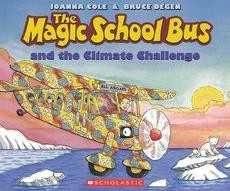 JOANNA COLE & BRUCE DEGEN
The
MAGIC SCHOOL BUS
and the Climate Challenge
ALL ABOARD!
SCHOLASTIC